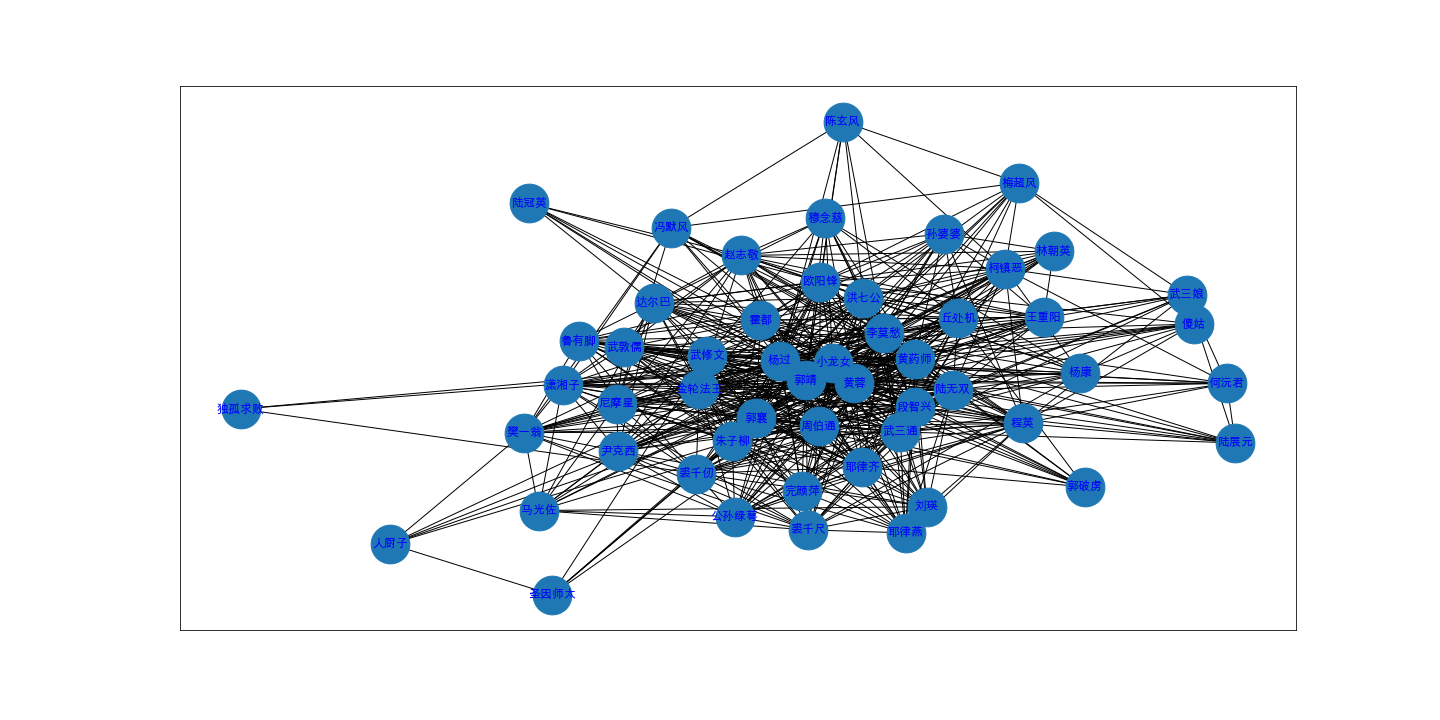 陈玄风
梅超风
陆冠英
穆念慈
冯默风
孙婆婆
林朝英
赵志敬
柯镇恶
欧阳锋
武三娘
洪七公
达尔巴
王重阳
丘处机
霍都
傻姑
李莫愁
鲁有脚
武敦儒
武修文
黄药师
杨过
小龙女
杨康
郭靖
黄蓉
何沅君
潇湘子
金轮法王
陆无双
尼摩星
段智兴
独孤求败
郭襄
程英
周伯通
武三通
樊一翁
朱子柳
陆展元
尹克西
耶律齐
裘千仞
郭破虏
完颜萍
刘瑛
马光佐
公孙绿萼
裘千尺
耶律燕
人厨子
圣因师太